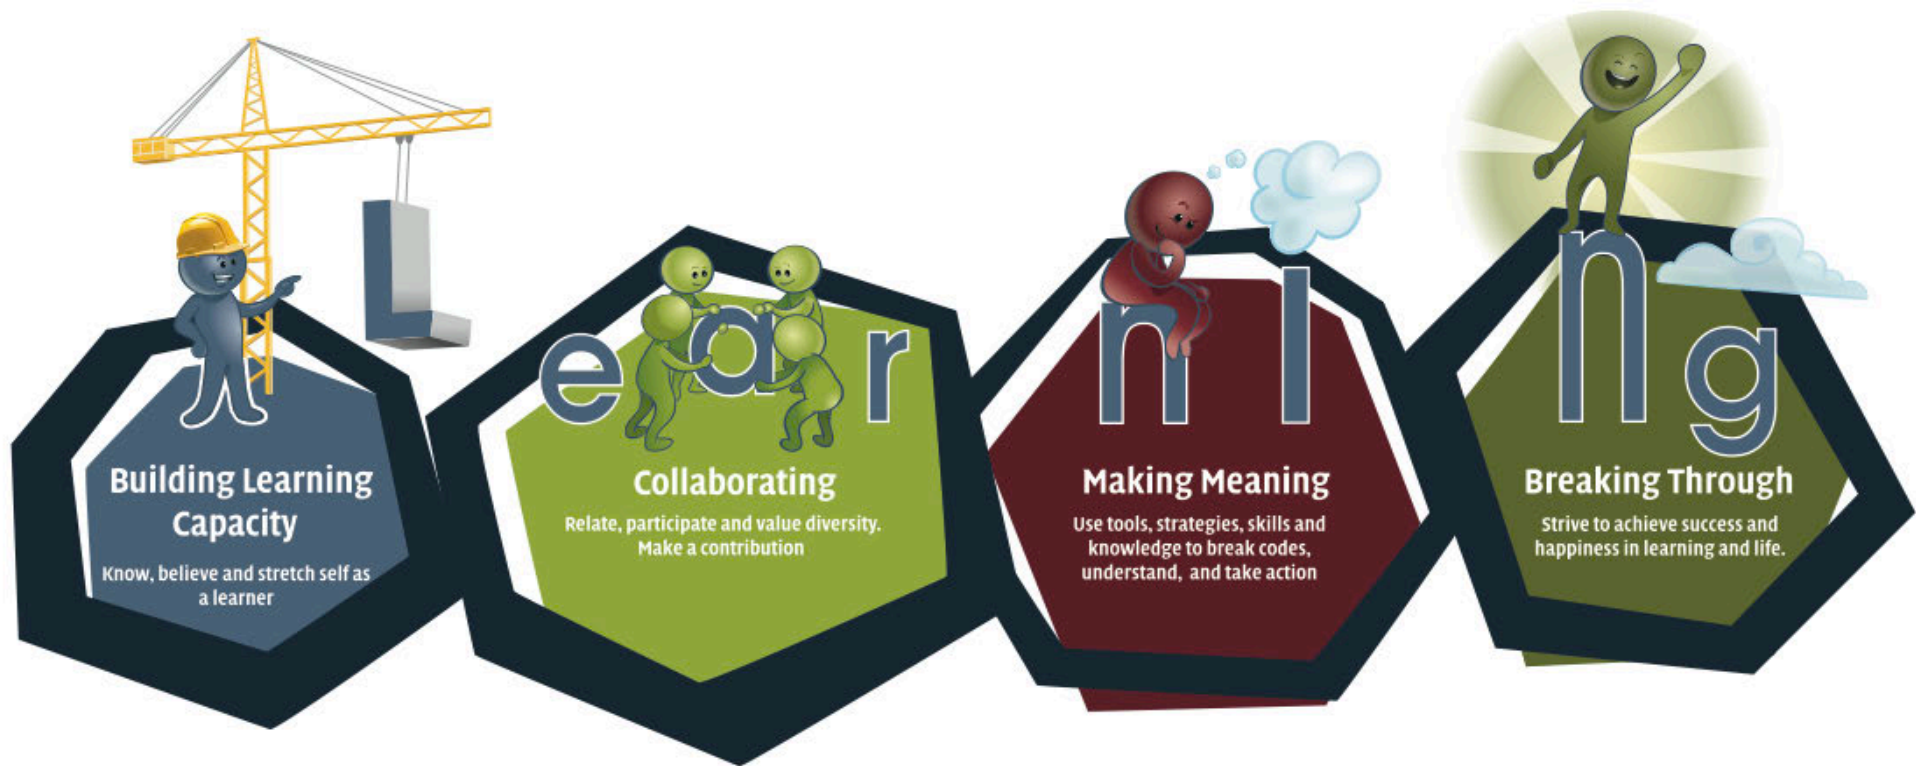 L
e a r
n ı
n g
Building Learning
Capacity
Know, believe and stretch self as
a learner
Collaborating
Relate, participate and value diversity.
Make a contribution
Making Meaning
Use tools, strategies, skills and
knowledge to break codes,
understand, and take action
Breaking Through
Strive to achieve success and
happiness in learning and life.